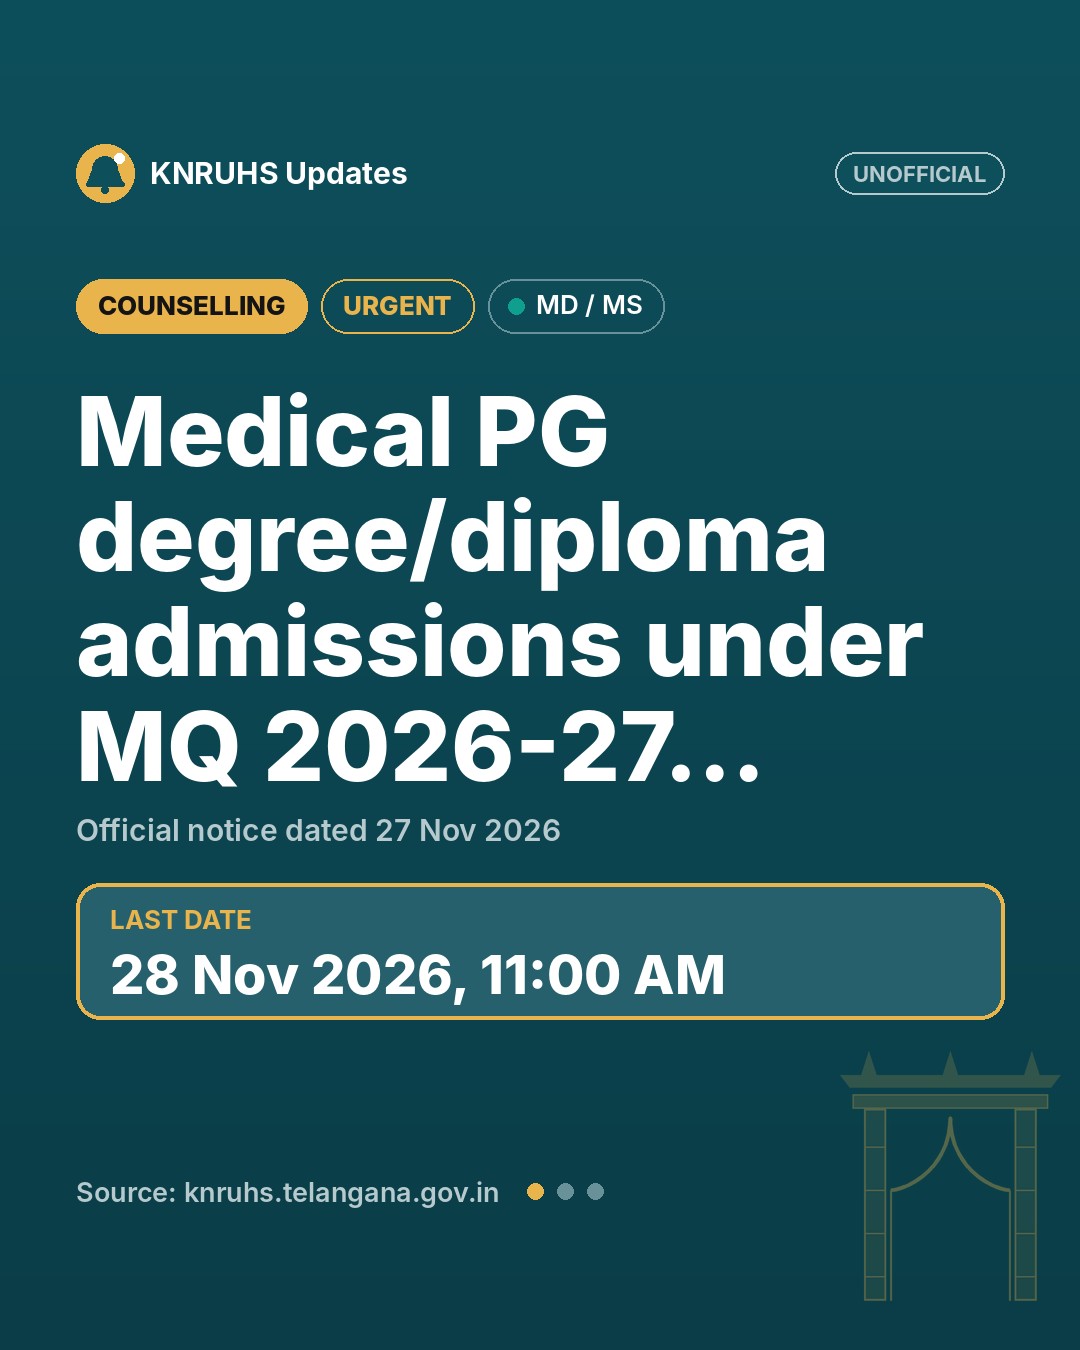 KNRUHS Updates
UNOFFICIAL
COUNSELLING
URGENT
MD / MS
Medical PG
degree/diploma
admissions under
MQ 2026-27...
Official notice dated 27 Nov 2026
LAST DATE
28 Nov 2026, 11:00 AM
Source: knruhs.telangana.gov.in